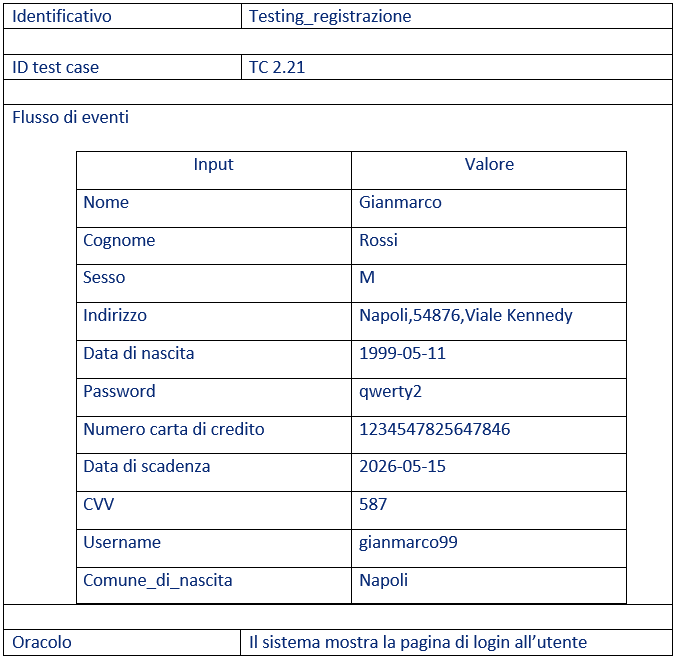 Identificativo Testing_registrazione
ID test case TC 2.21
Flusso di eventi
Input Valore
Nome Gianmarco
Cognome Rossi
Sesso M
Indirizzo Napoli,54876,Viale Kennedy
Data di nascita 1999-05-11
Password qwerty2
Numero carta di credito 1234547825647846
Data di scadenza 2026-05-15
CVV 587
Username gianmarco99
Comune_di_nascita Napoli
Oracolo Il sistema mostra la pagina di login all’utente